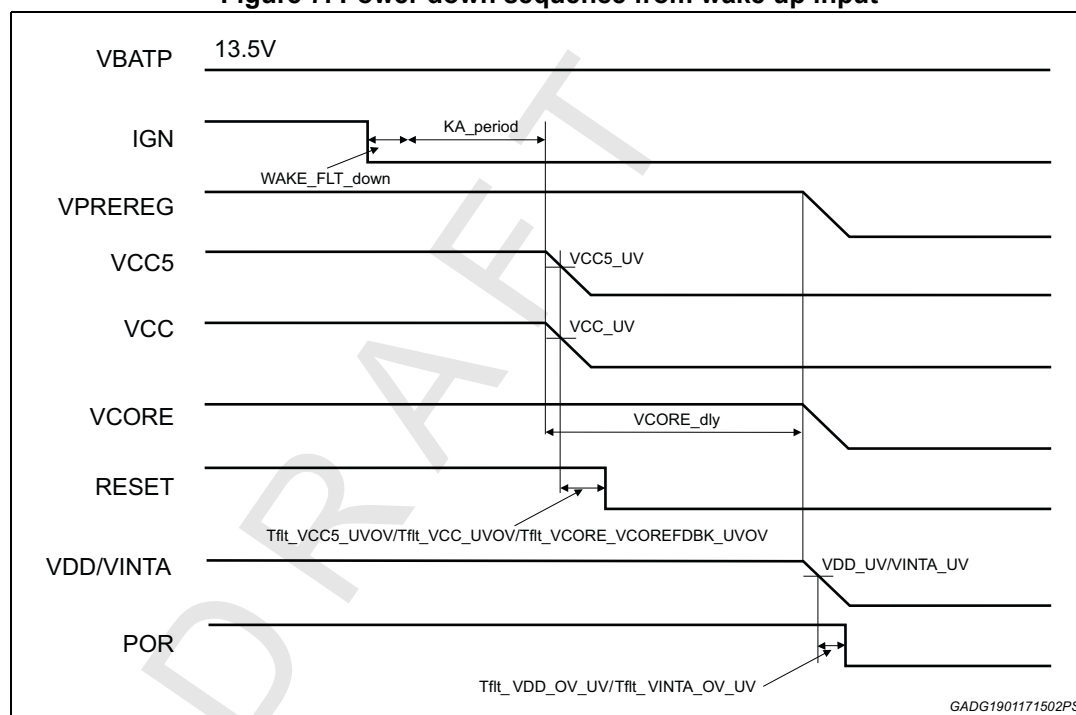 Figure 7. Power down sequence from wake up input
VBATP
13.5V
IGN
KA_period
WAKE_FLT_down
VPREREG
VCC5
VCC5_UV
VCC
VCC_UV
VCORE
VCORE_dly
RESET
Tflt_VCC5_UVOV/Tflt_VCC_UVOV/Tflt_VCORE_VCOREFDBK_UVOV
VDD/VINTA
VDD_UV/VINTA_UV
POR
Tflt_VDD_OV_UV/Tflt_VINTA_OV_UV
GADG1901171502PS
DRAFT